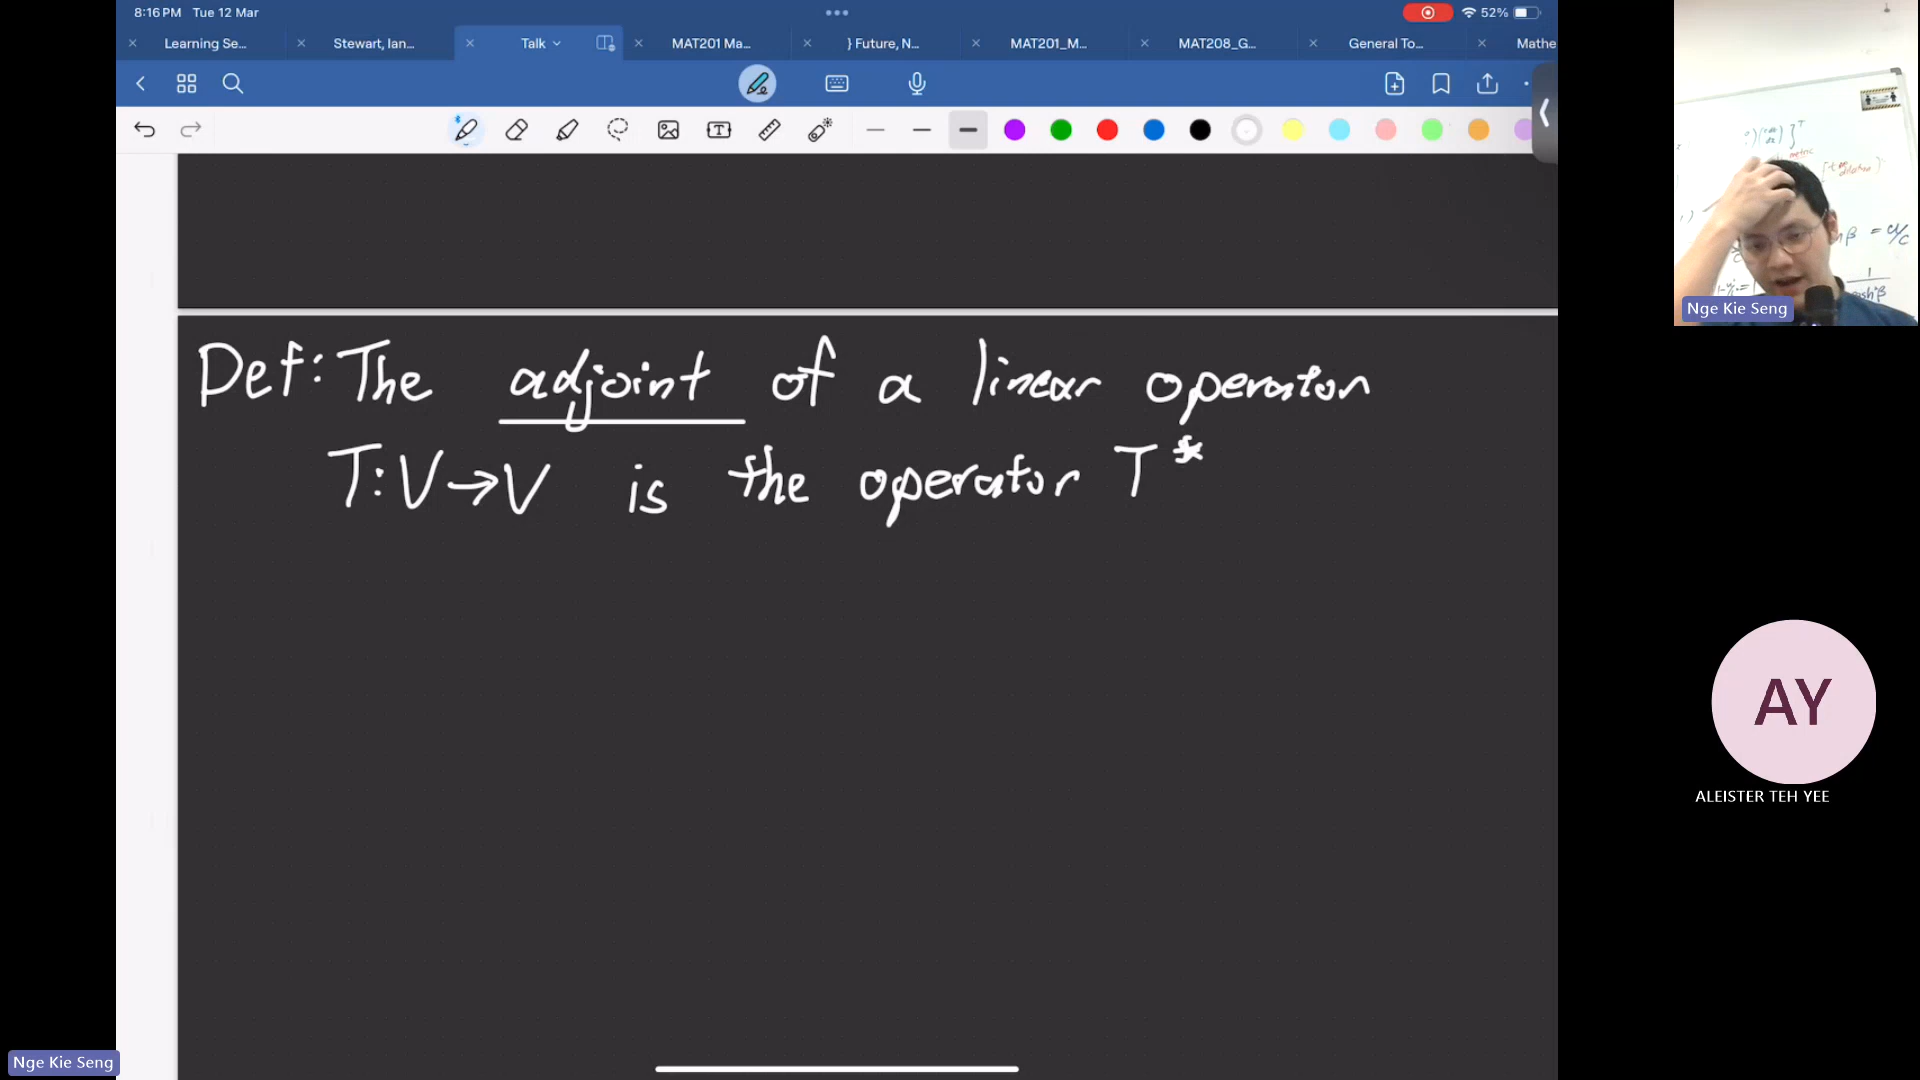 8:16 PM Tue 12 Mar
52%
Learning Se...
Stewart, Ian...
Talk
MAT201 Ma...
} Future, N...
MAT201_M...
MAT208_G...
General To...
Mathe
Def: The adjoint of a linear operator
T: V → V is the operator T*
Nge Kie Seng
AY
ALEISTER TEH YEE
Nge Kie Seng